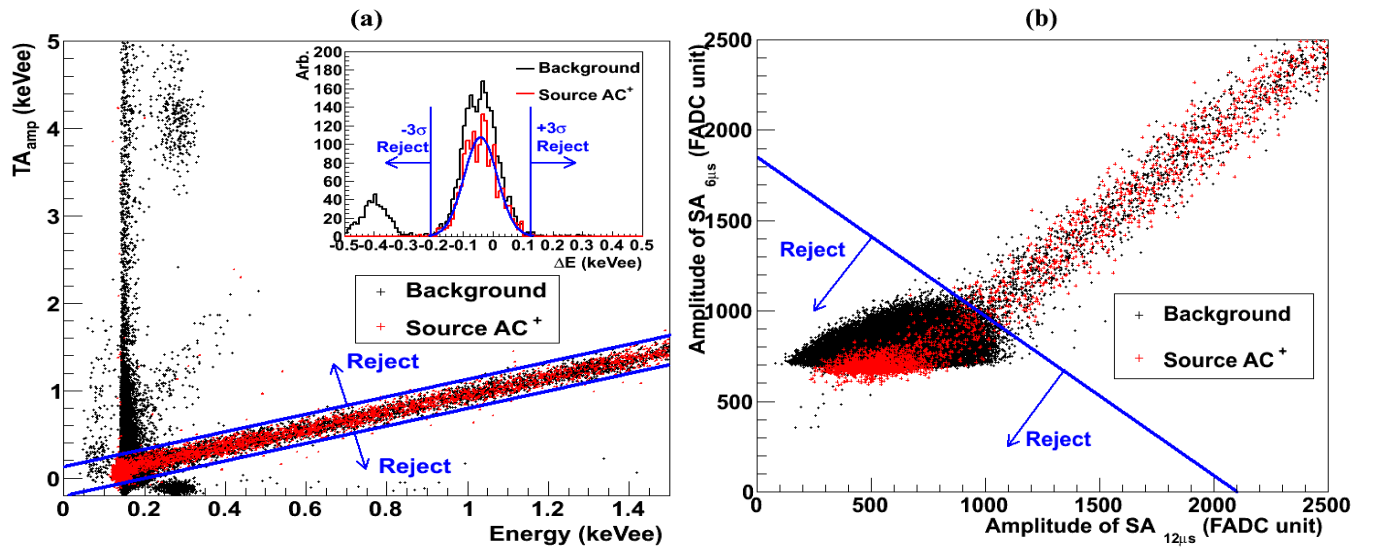 (a)
TAamp (keVee)
5
4
3
2
1
0
0 0.2 0.4 0.6 0.8 1 1.2 1.4
Energy (keVee)
Arb.
200
180
160
140
120
100
80
60
40
20
0
-0.5 -0.4 -0.3 -0.2 -0.1 0 0.1 0.2 0.3 0.4 0.5
ΔE (keVee)
Background
Source AC+
-3σ
Reject
+3σ
Reject
Background
Source AC+
Reject
Reject
(b)
Amplitude of SA 6μs (FADC unit)
2500
2000
1500
1000
500
0
0 500 1000 1500 2000 2500
Amplitude of SA 12μs (FADC unit)
Reject
Reject
Background
Source AC+